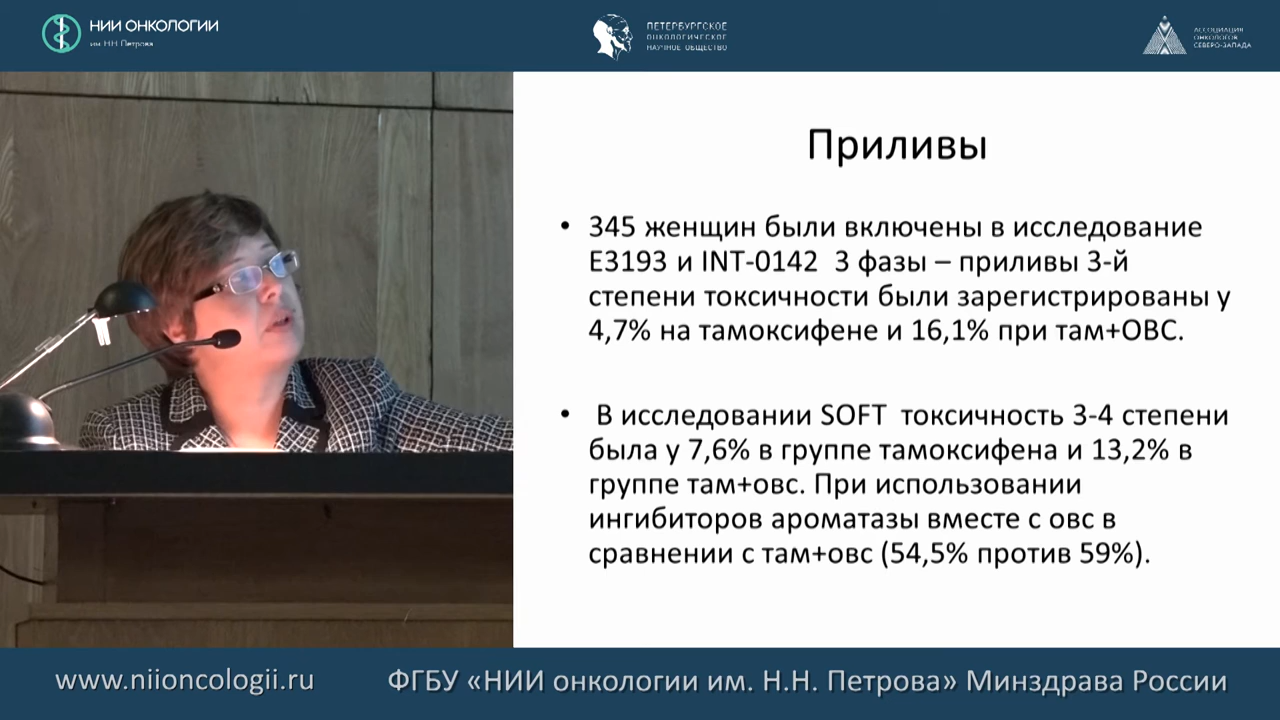 НИИ ОНКОЛОГИИ
им. Н.Н. Петрова
ПЕТЕРБУРГСКОЕ
ОНКОЛОГИЧЕСКОЕ
НАУЧНОЕ ОБЩЕСТВО
АССОЦИАЦИЯ
ОНКОЛОГОВ
СЕВЕРО-ЗАПАДА
Приливы
• 345 женщин были включены в исследование
E3193 и INT-0142 3 фазы – приливы 3-й
степени токсичности были зарегистрированы у
4,7% на тамоксифене и 16,1% при там+ОВС.
• В исследовании SOFT токсичность 3-4 степени
была у 7,6% в группе тамоксифена и 13,2% в
группе там+овс. При использовании
ингибиторов ароматазы вместе с овс в
сравнении с там+овс (54,5% против 59%).
www.niioncologii.ru
ФГБУ «НИИ онкологии им. Н.Н. Петрова» Минздрава России